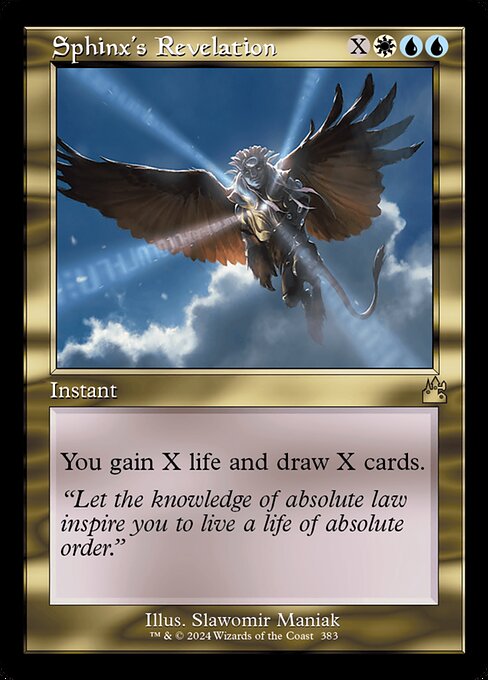 Sphinx's Revelation X
Instant
You gain X life and draw X cards.
“Let the knowledge of absolute law
inspire you to live a life of absolute
order.”
Illus. Slawomir Maniak
™ & © 2024 Wizards of the Coast 383